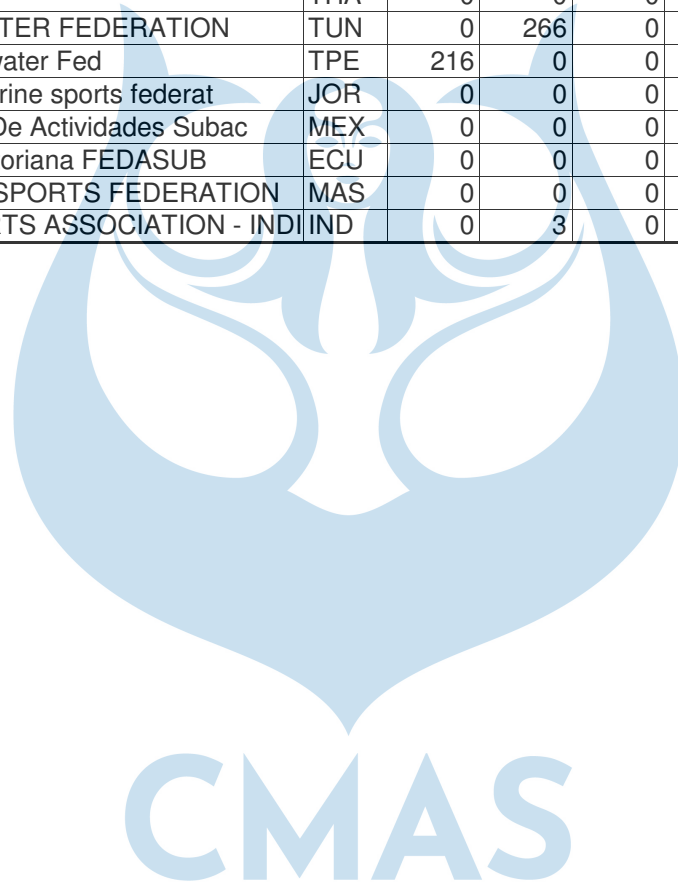 TER FEDERATION TUN 0 266 0
vater Fed TPE 216 0 0
rine sports federat JOR 0 0 0
De Actividades Subac MEX 0 0 0
oriana FEDASUB ECU 0 0 0
SPORTS FEDERATION MAS 0 0 0
TS ASSOCIATION - INDI IND 0 3 0
CMAS